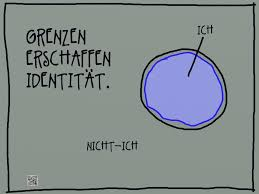 GRENZEN
ERSCHAFFEN
IDENTITÄT.
ICH
NICHT-ICH